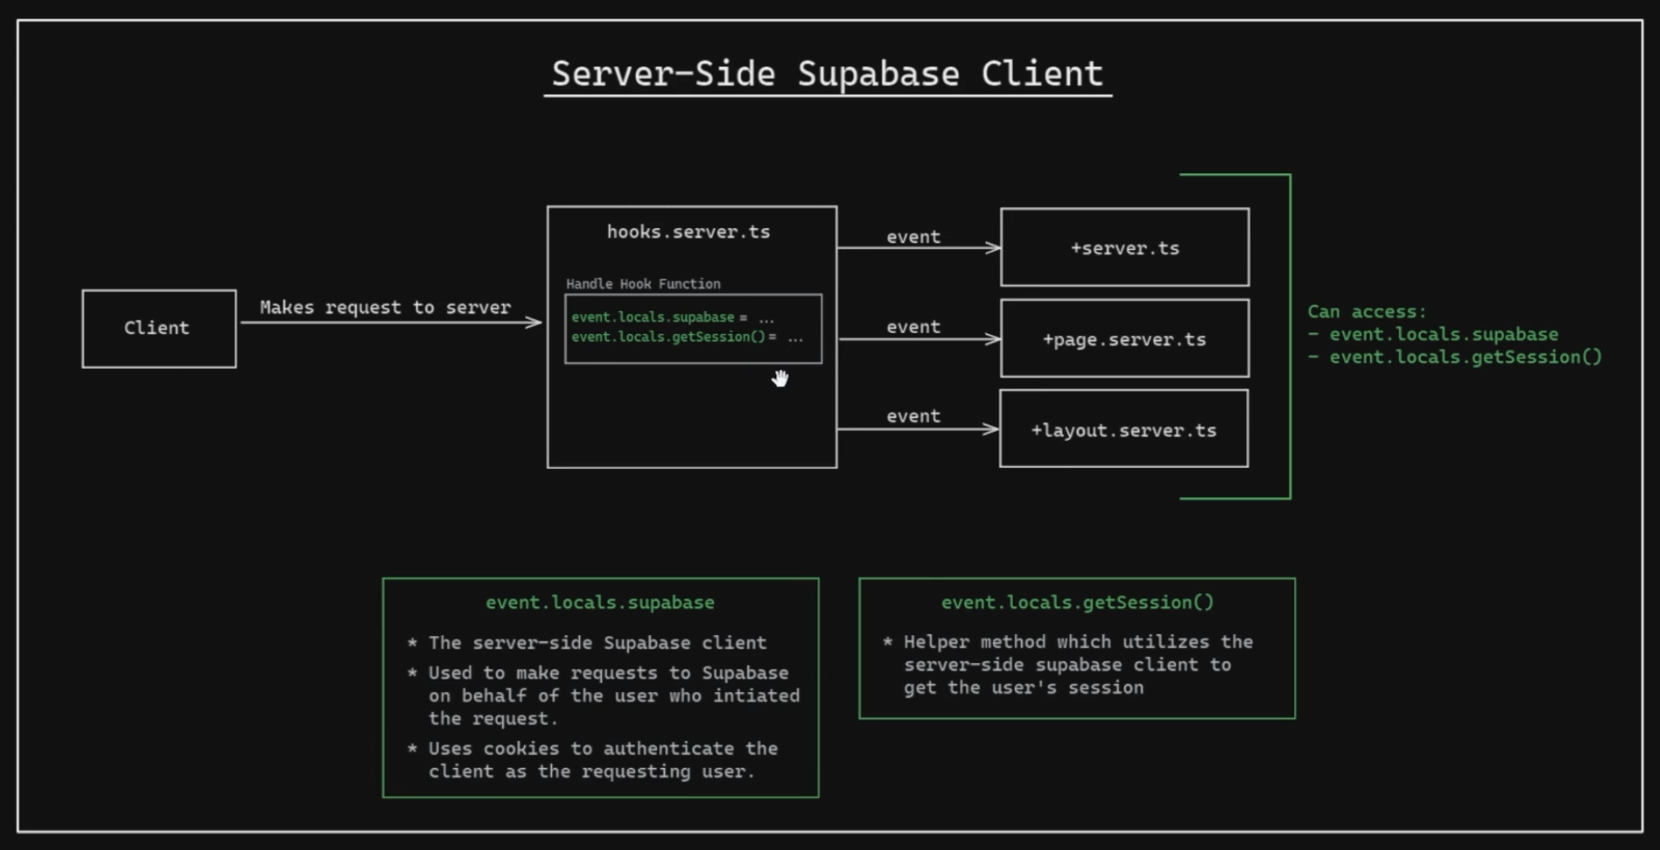 Server-Side Supabase Client
Client
Makes request to server
hooks.server.ts
Handle Hook Function
event.locals.supabase = ...
event.locals.getSession() = ...
event
+server.ts
event
+page.server.ts
event
+layout.server.ts
Can access:
- event.locals.supabase
- event.locals.getSession()
event.locals.supabase
* The server-side Supabase client
* Used to make requests to Supabase
on behalf of the user who intiated
the request.
* Uses cookies to authenticate the
client as the requesting user.
event.locals.getSession()
* Helper method which utilizes the
server-side supabase client to
get the user's session